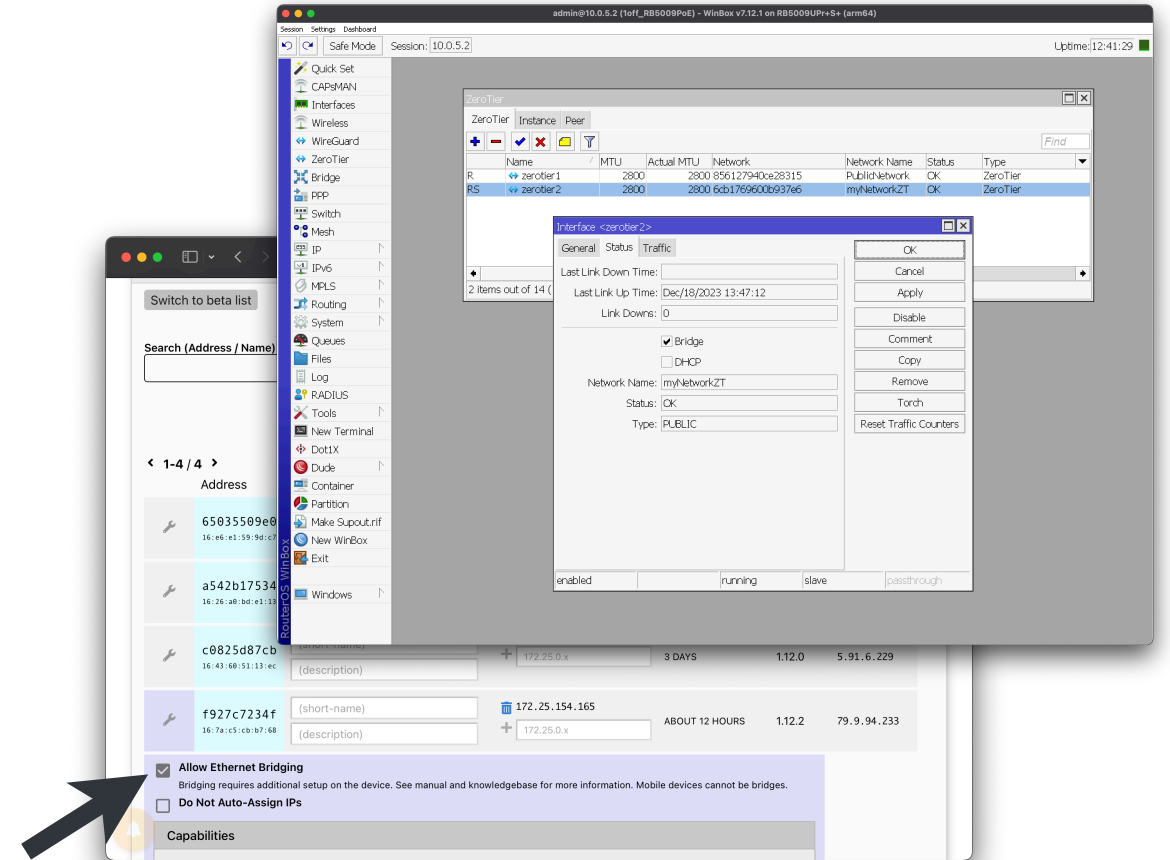 admin@10.0.5.2 (1off_RB5009PoE) - WinBox v7.12.1 on RB5009UPr+S+ (arm64)
Session Settings Dashboard
Safe Mode Session: 10.0.5.2 Uptime: 12:41:29
Quick Set
CAPsMAN
Interfaces
Wireless
WireGuard
ZeroTier
Bridge
PPP
Switch
Mesh
IP
IPv6
MPLS
Routing
System
Queues
Files
Log
RADIUS
Tools
New Terminal
Dot1X
Dude
Container
Partition
Make Supout.rif
New WinBox
Exit
Windows
RouterOS WinBox
ZeroTier
ZeroTier Instance Peer
Find
Name MTU Actual MTU Network Network Name Status Type
R zerotier1 2800 2800 856127940ce28315 PublicNetwork OK ZeroTier
RS zerotier2 2800 2800 6cb1769600b937e6 myNetworkZT OK ZeroTier
2 items out of 14 (
Interface <zerotier2>
General Status Traffic
Last Link Down Time:
Last Link Up Time: Dec/18/2023 13:47:12
Link Downs: 0
Bridge
DHCP
Network Name: myNetworkZT
Status: OK
Type: PUBLIC
OK
Cancel
Apply
Disable
Comment
Copy
Remove
Torch
Reset Traffic Counters
enabled running slave passthrough
Switch to beta list
Search (Address / Name)
1-4 / 4
Address
65035509e0
16:e6:e1:59:9d:c7
a542b17534
16:26:a0:bd:e1:13
c0825d87cb (short-name) 172.25.0.x 3 DAYS 1.12.0 5.91.6.229
16:43:60:51:13:ec (description)
f927c7234f (short-name) 172.25.154.165 ABOUT 12 HOURS 1.12.2 79.9.94.233
16:7a:c5:cb:b7:68 (description) 172.25.0.x
Allow Ethernet Bridging
Bridging requires additional setup on the device. See manual and knowledgebase for more information. Mobile devices cannot be bridges.
Do Not Auto-Assign IPs
Capabilities